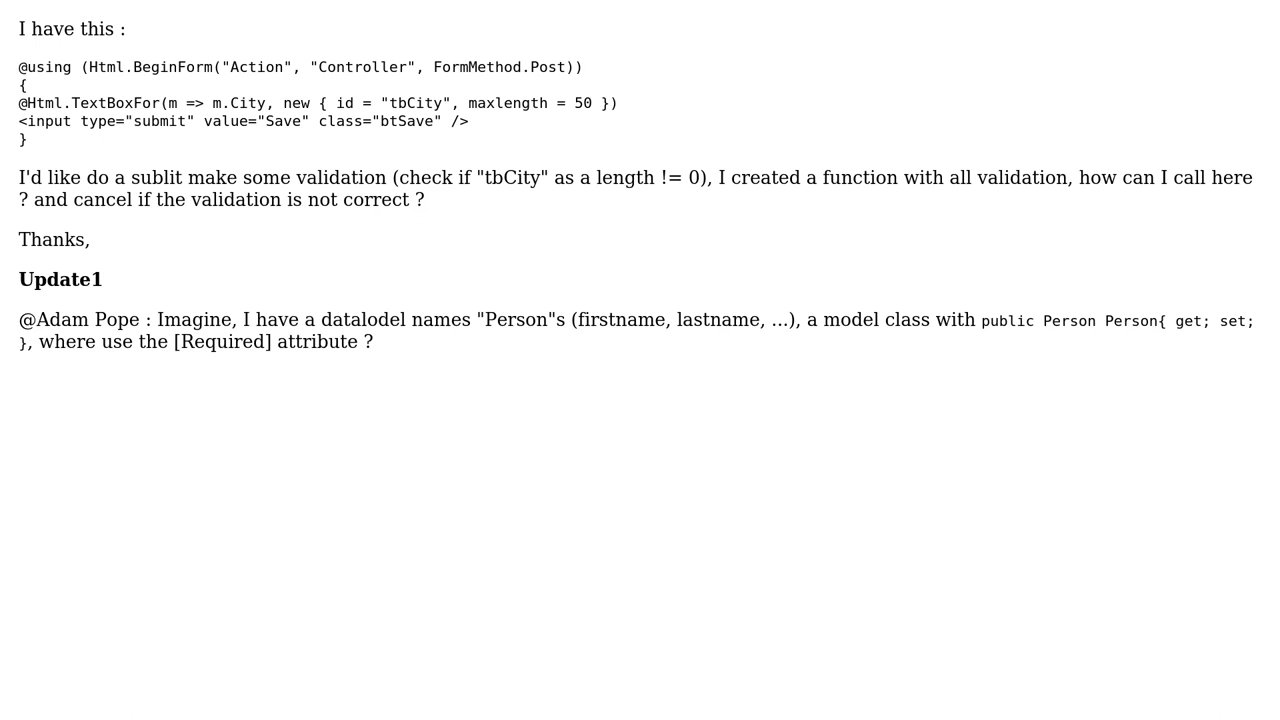 I have this :
@using (Html.BeginForm("Action", "Controller", FormMethod.Post))
{
@Html.TextBoxFor(m => m.City, new { id = "tbCity", maxlength = 50 })
<input type="submit" value="Save" class="btSave" />
}
I'd like do a sublit make some validation (check if "tbCity" as a length != 0), I created a function with all validation, how can I call here
? and cancel if the validation is not correct ?
Thanks,
Update1
@Adam Pope : Imagine, I have a datalodel names "Person"s (firstname, lastname, ...), a model class with public Person Person{ get; set;
}, where use the [Required] attribute ?